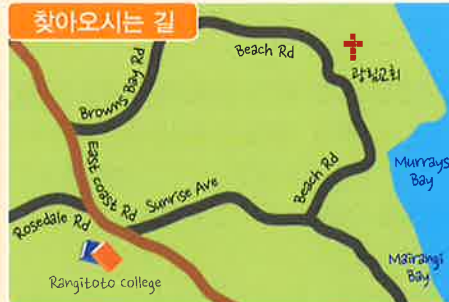 찾아오시는 길
Beach Rd
광림교회
Browns Bay Rd
East coast Rd
Beach Rd
Murrays
Bay
Sunrise Ave
Rosedale Rd
Mairangi
Bay
Rangitoto college